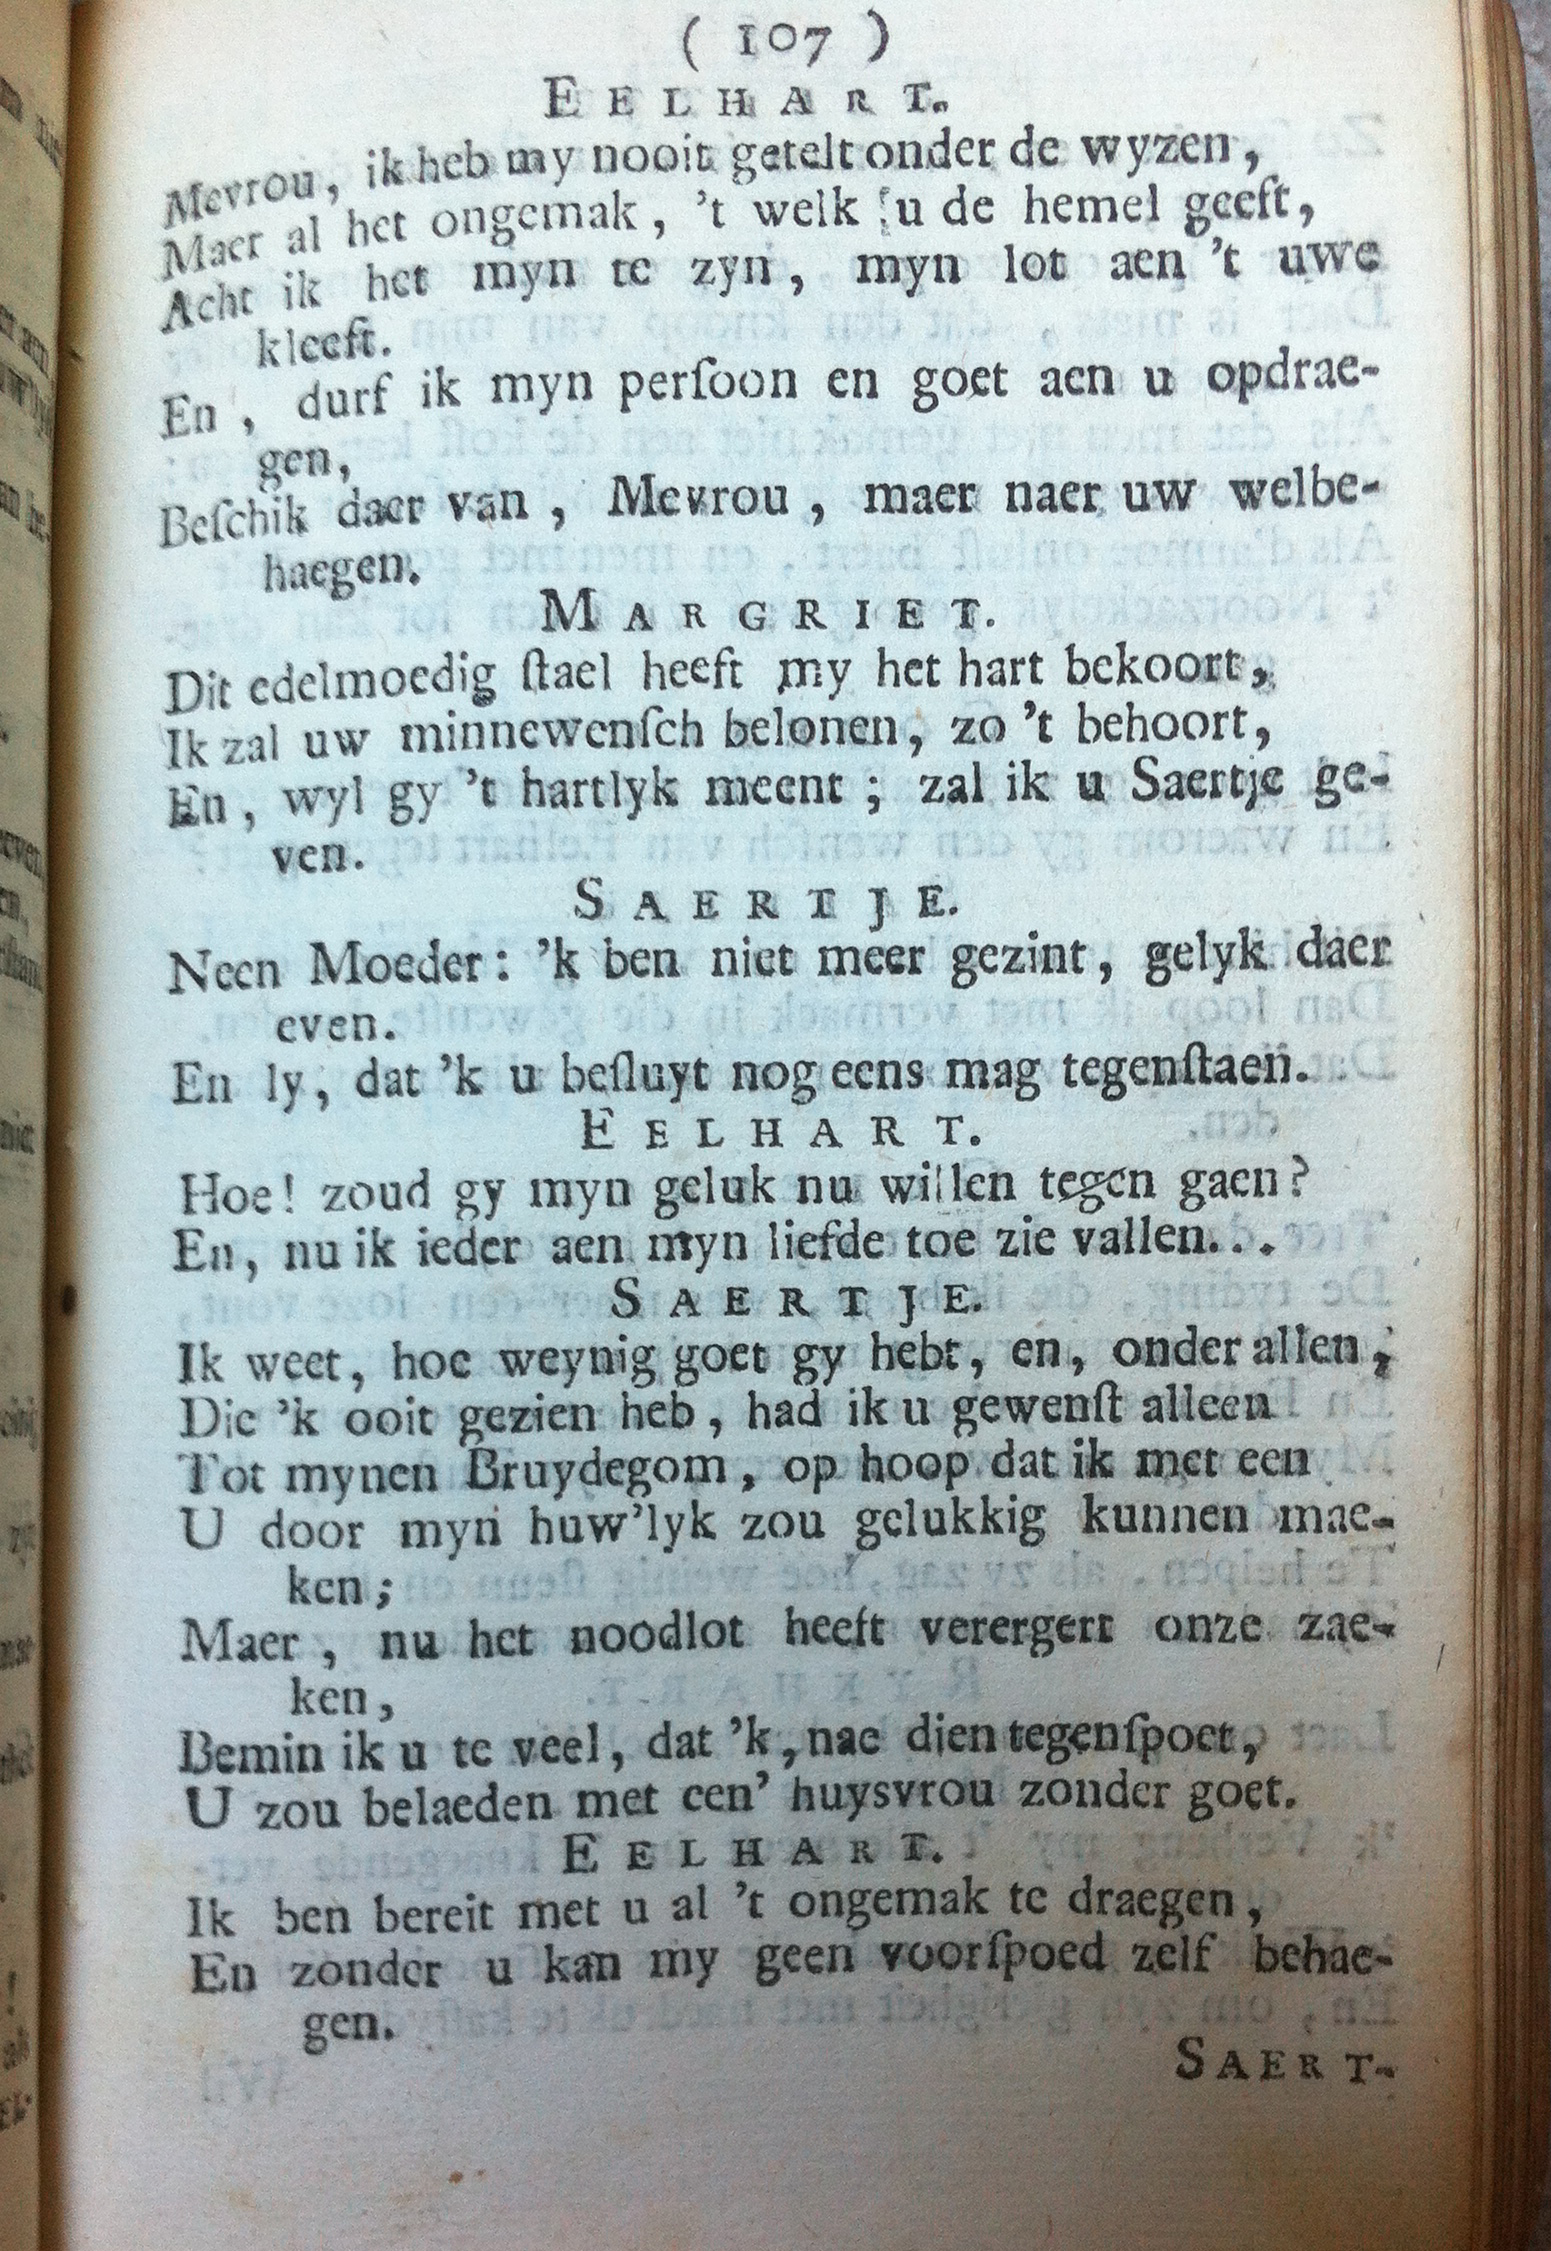 ( 107 )
EELHART.
Mevrou, ik heb my nooit getelt onder de wyzen,
Maer al het ongemak, 't welk u de hemel geeft,
Acht ik het myn te zyn, myn lot aen 't uwe
kleeft.
En, durf ik myn perſoon en goet aen u opdrae-
gen,
Beſchik daer van, Mevrou, maer naer uw welbe-
haegen.
MARGRIET.
Dit edelmoedig ſtael heeft my het hart bekoort,
Ik zal uw minnewenſch belonen, zo 't behoort,
En, wyl gy 't hartlyk meent; zal ik u Saertje ge-
ven.
SAERTJE.
Neen Moeder: 'k ben niet meer gezint, gelyk daer
even.
En ly, dat 'k u beſluyt nog eens mag tegenſtaen.
EELHART.
Hoe! zoud gy myn geluk nu willen tegen gaen?
En, nu ik ieder aen myn liefde toe zie vallen...
SAERTJE.
Ik weet, hoe weynig goet gy hebt, en, onder allen,
Die 'k ooit gezien heb, had ik u gewenſt alleen
Tot mynen Bruydegom, op hoop dat ik met een
U door myn huw'lyk zou gelukkig kunnen mae-
ken;
Maer, nu het noodlot heeft verergert onze zae-
ken,
Bemin ik u te veel, dat 'k, nae dien tegenſpoet,
U zou belaeden met een' huysvrou zonder goet.
EELHART.
Ik ben bereit met u al 't ongemak te draegen,
En zonder u kan my geen voorſpoed zelf behae-
gen.
SAERT-